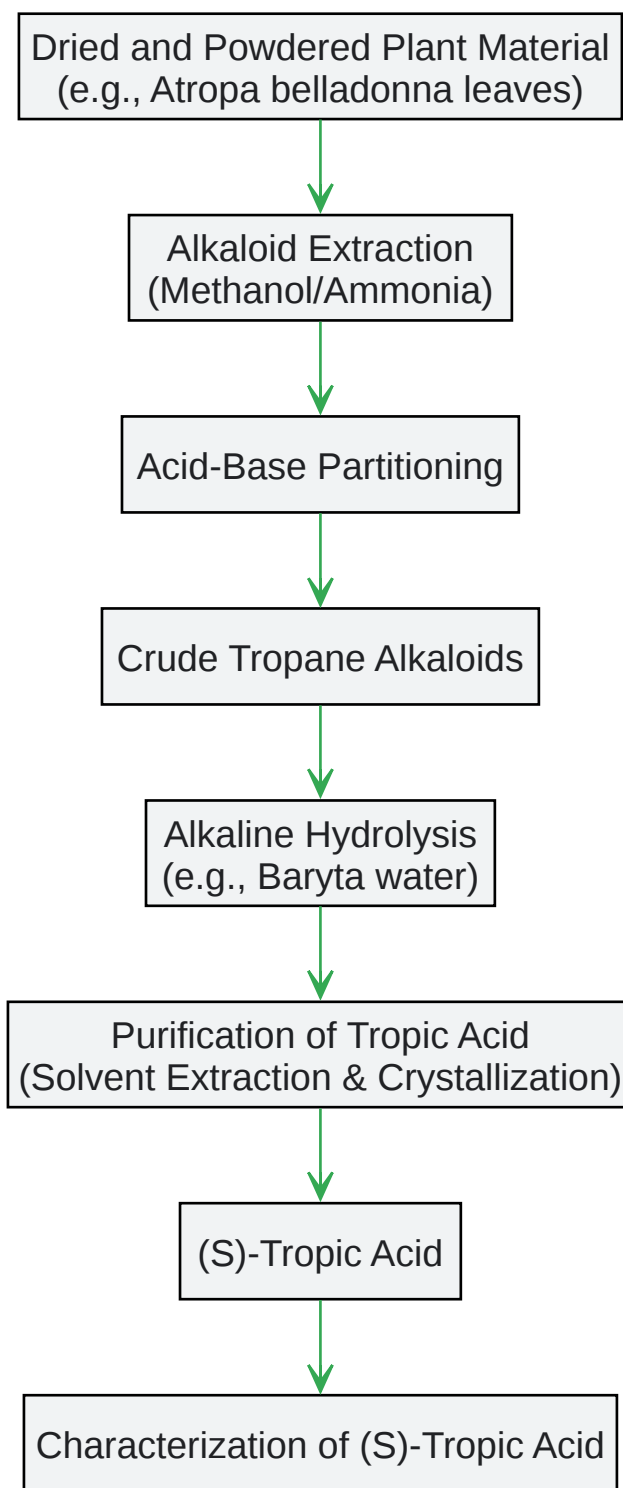 Dried and Powdered Plant Material
(e.g., Atropa belladonna leaves)
Alkaloid Extraction
(Methanol/Ammonia)
Acid-Base Partitioning
Crude Tropane Alkaloids
Alkaline Hydrolysis
(e.g., Baryta water)
Purification of Tropic Acid
(Solvent Extraction & Crystallization)
(S)-Tropic Acid
Characterization of (S)-Tropic Acid